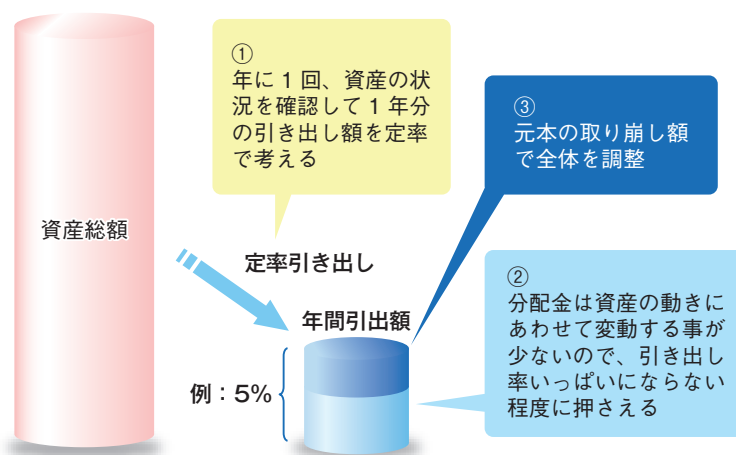 ①
年に 1 回、資産の状
況を確認して 1 年分
の引き出し額を定率
で考える
③
元本の取り崩し額
で全体を調整
資産総額
定率引き出し
②
分配金は資産の動きに
あわせて変動する事が
少ないので、引き出し
率いっぱいにならない
程度に押さえる
年間引出額
例：5%